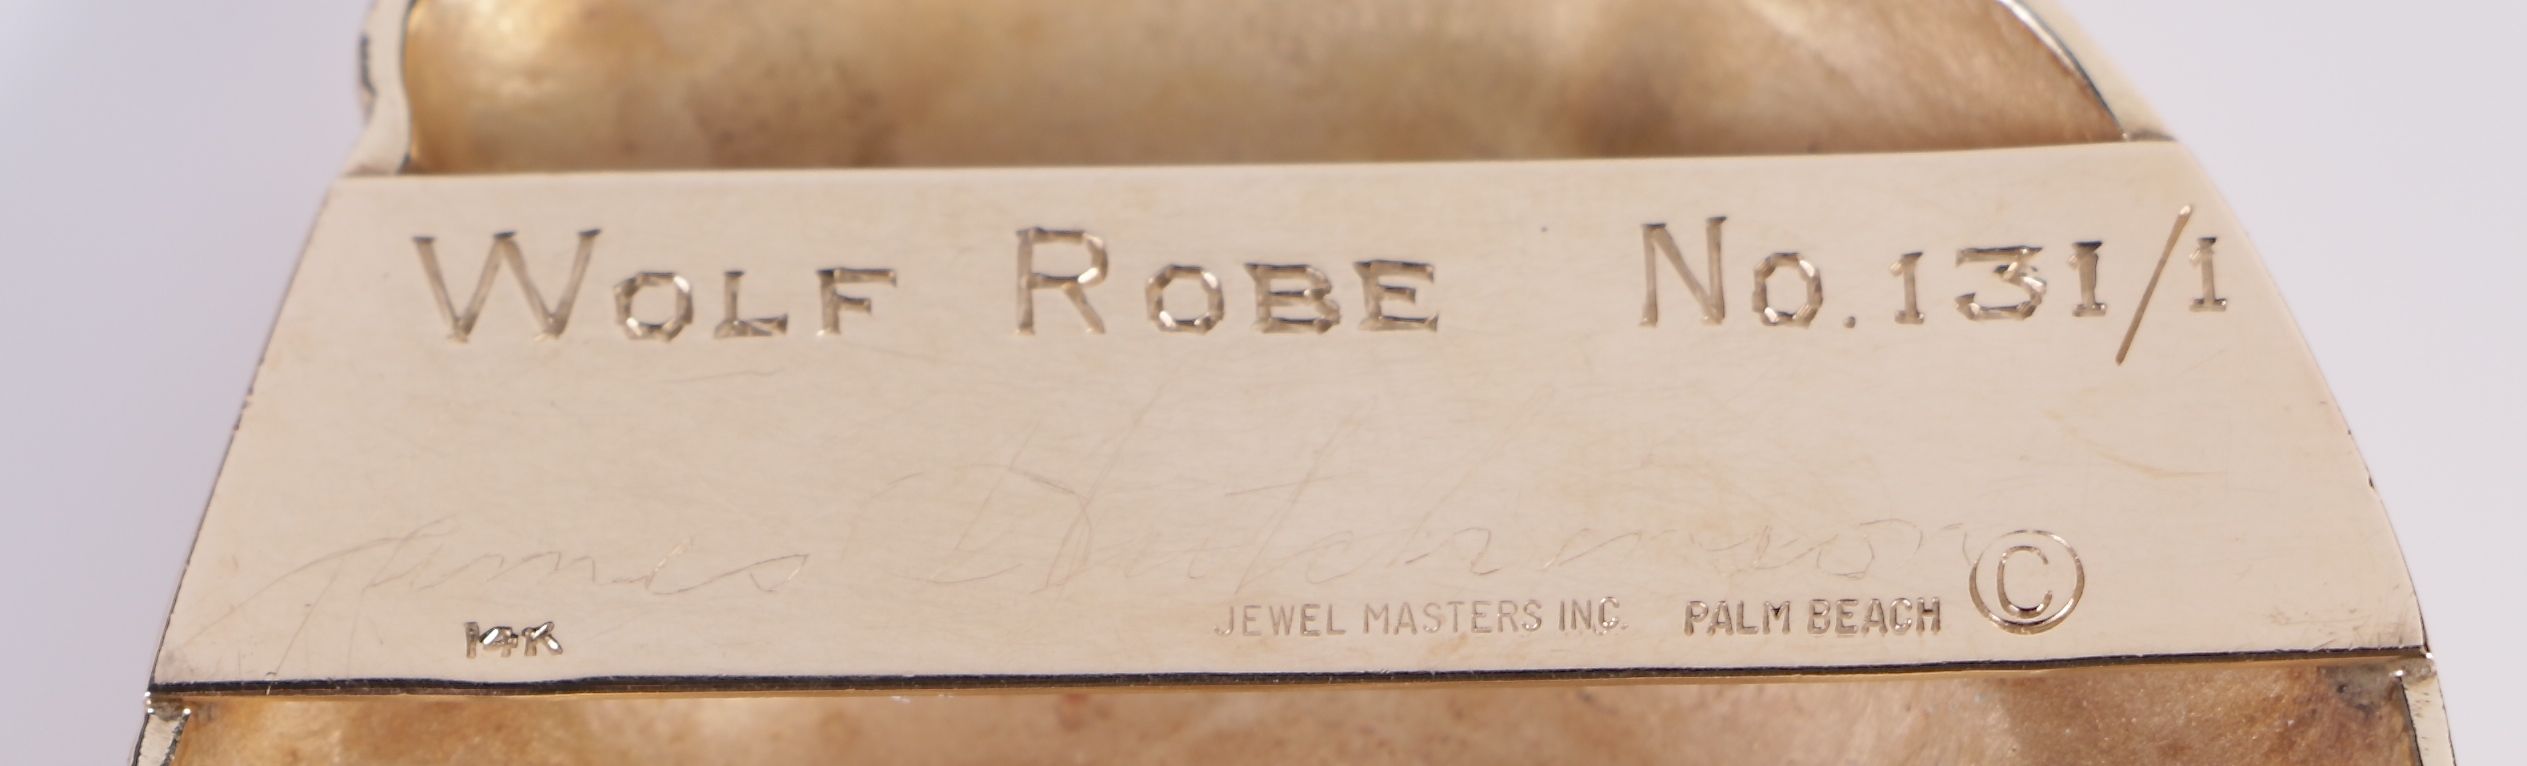 WOLF ROBE NO.131/1
James Hutchinson
14K JEWEL MASTERS INC. PALM BEACH ©